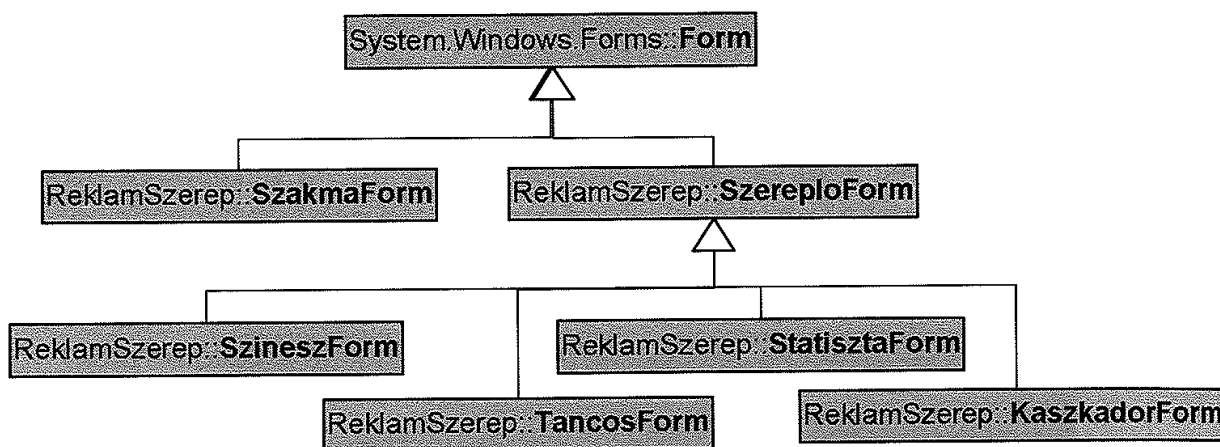 System.Windows.Forms::Form
ReklamSzerep::SzakmaForm
ReklamSzerep::SzereploForm
ReklamSzerep::SzineszForm
ReklamSzerep::StatisztaForm
ReklamSzerep::TancosForm
ReklamSzerep::KaszkadorForm